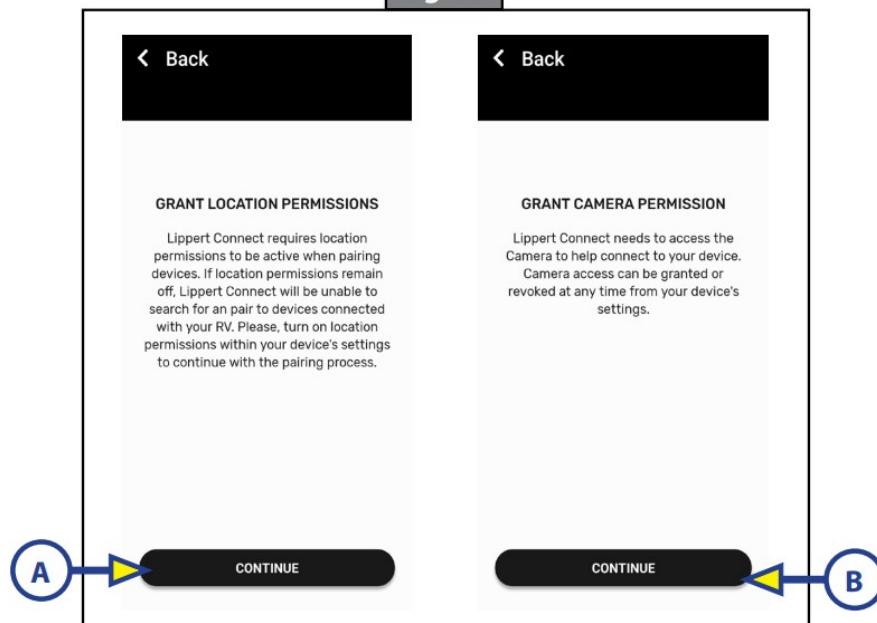 Back
GRANT LOCATION PERMISSIONS
Lippert Connect requires location
permissions to be active when pairing
devices. If location permissions remain
off, Lippert Connect will be unable to
search for an pair to devices connected
with your RV. Please, turn on location
permissions within your device's settings
to continue with the pairing process.
A
CONTINUE
Back
GRANT CAMERA PERMISSION
Lippert Connect needs to access the
Camera to help connect to your device.
Camera access can be granted or
revoked at any time from your device's
settings.
CONTINUE
B